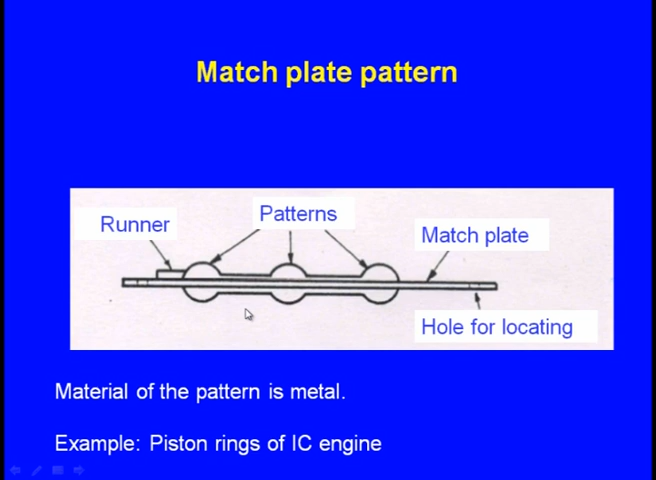 Match plate pattern
Runner
Patterns
Match plate
Hole for locating
Material of the pattern is metal.
Example: Piston rings of IC engine